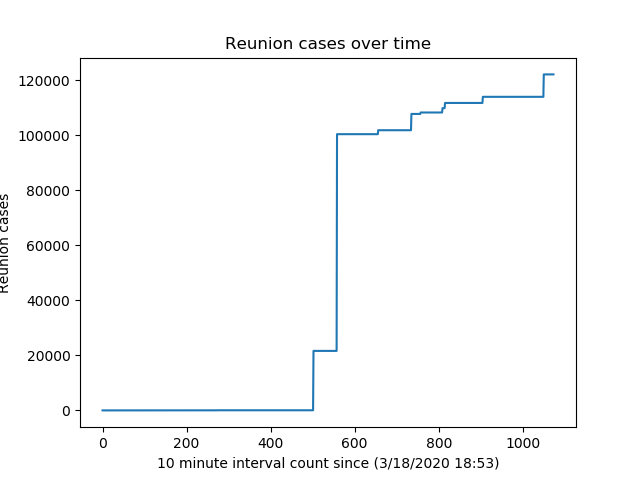 Reunion cases over time
120000
100000
80000
60000
40000
20000
0
Reunion cases
0 200 400 600 800 1000
10 minute interval count since (3/18/2020 18:53)